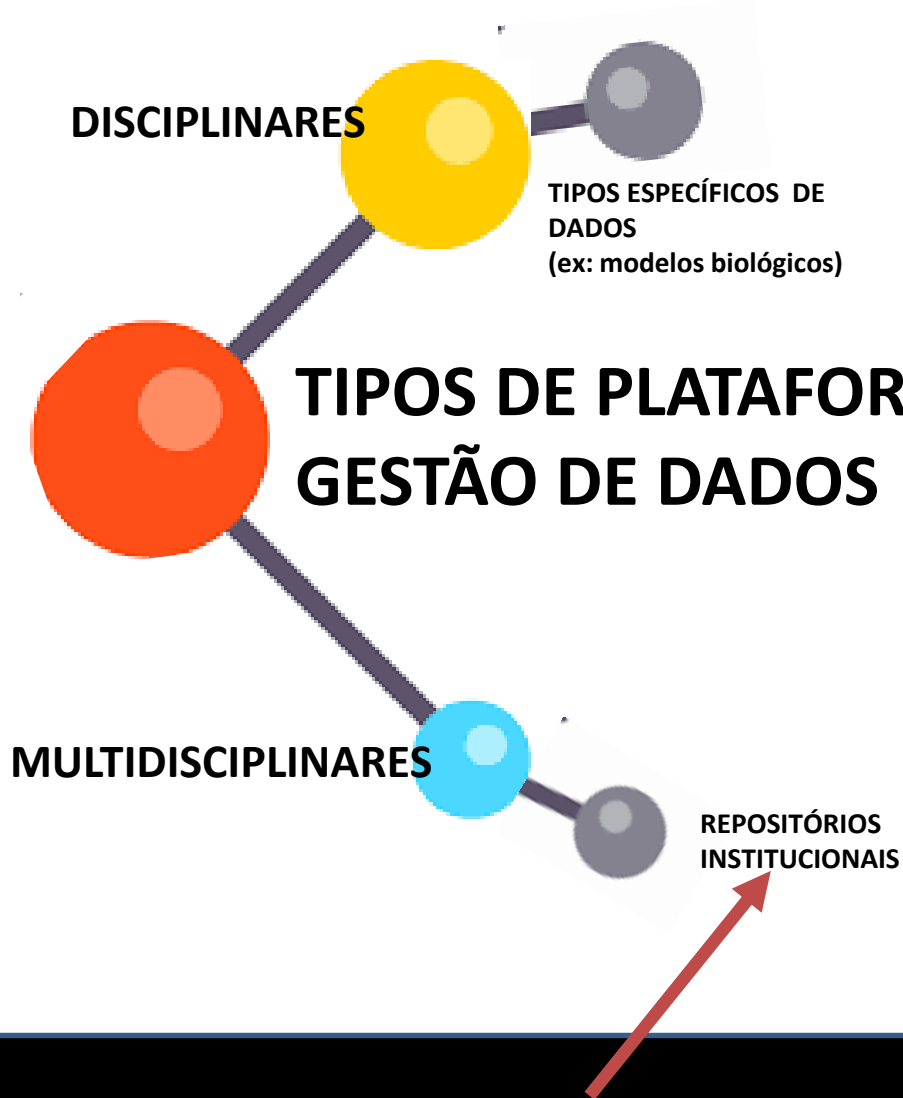 DISCIPLINARES
TIPOS ESPECÍFICOS DE
DADOS
(ex: modelos biológicos)
TIPOS DE PLATAFOR
GESTÃO DE DADOS
MULTIDISCIPLINARES
REPOSITÓRIOS
INSTITUCIONAIS